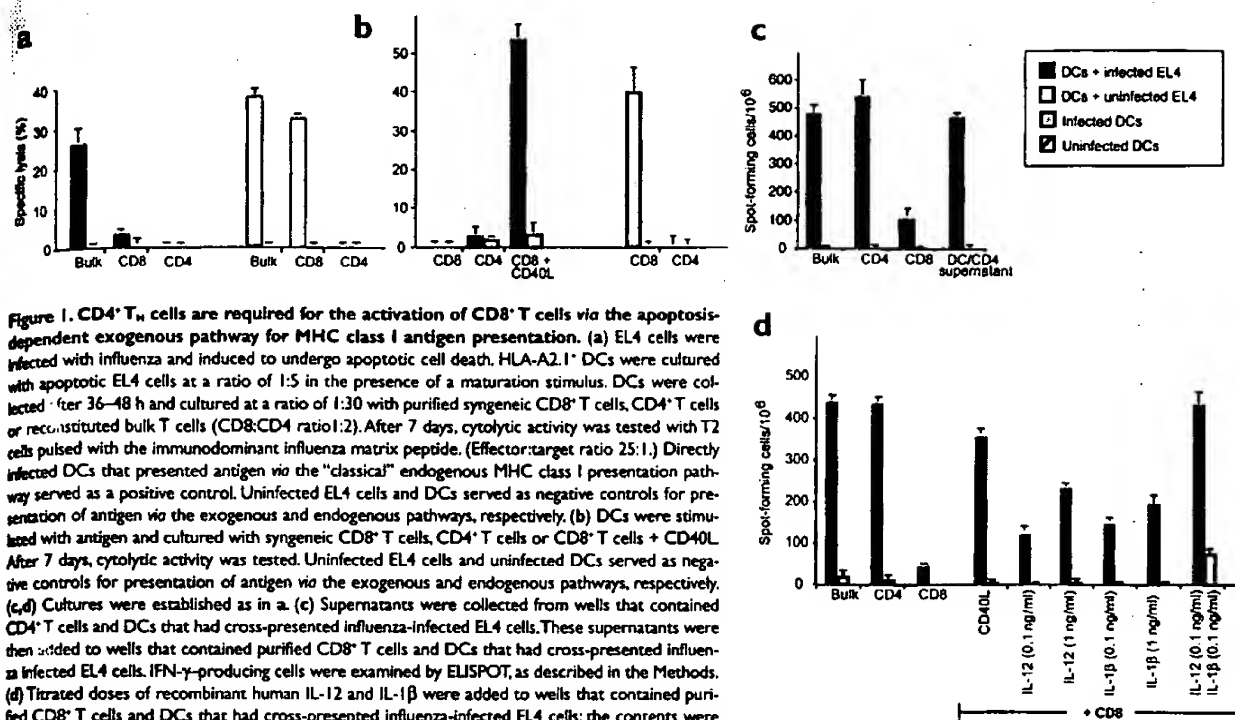 a
b
c
d
Specific lysis (%)
40
30
20
10
0
Bulk
CD8
CD4
Bulk
CD8
CD4
50
40
30
20
10
0
CD8
CD4
CD8 +
CD40L
CD8
CD4
Spot-forming cells/10⁶
600
500
400
300
200
100
0
Bulk
CD4
CD8
DC/CD4
supernatant
DCs + infected EL4
DCs + uninfected EL4
Infected DCs
Uninfected DCs
Figure 1. CD4⁺ Tₕ cells are required for the activation of CD8⁺ T cells via the apoptosis-
dependent exogenous pathway for MHC class I antigen presentation. (a) EL4 cells were
infected with influenza and induced to undergo apoptotic cell death. HLA-A2.1⁺ DCs were cultured
with apoptotic EL4 cells at a ratio of 1:5 in the presence of a maturation stimulus. DCs were col-
lected after 36–48 h and cultured at a ratio of 1:30 with purified syngeneic CD8⁺ T cells, CD4⁺ T cells
or reconstituted bulk T cells (CD8:CD4 ratio1:2). After 7 days, cytolytic activity was tested with T2
cells pulsed with the immunodominant influenza matrix peptide. (Effector:target ratio 25:1.) Directly
infected DCs that presented antigen via the "classical" endogenous MHC class I presentation path-
way served as a positive control. Uninfected EL4 cells and DCs served as negative controls for pre-
sentation of antigen via the exogenous and endogenous pathways, respectively. (b) DCs were stimu-
lated with antigen and cultured with syngeneic CD8⁺ T cells, CD4⁺ T cells or CD8⁺ T cells + CD40L
After 7 days, cytolytic activity was tested. Uninfected EL4 cells and uninfected DCs served as nega-
tive controls for presentation of antigen via the exogenous and endogenous pathways, respectively.
(c,d) Cultures were established as in a. (c) Supernatants were collected from wells that contained
CD4⁺ T cells and DCs that had cross-presented influenza-infected EL4 cells. These supernatants were
then added to wells that contained purified CD8⁺ T cells and DCs that had cross-presented influen-
za infected EL4 cells. IFN-γ-producing cells were examined by ELISPOT, as described in the Methods.
(d) Titrated doses of recombinant human IL-12 and IL-1β were added to wells that contained puri-
fied CD8⁺ T cells and DCs that had cross-presented influenza-infected EL4 cells; the contents were
Spot-forming cells/10⁶
500
400
300
200
100
0
Bulk
CD4
CD8
CD40L
IL-12 (0.1 ng/ml)
IL-12 (1 ng/ml)
IL-1β (0.1 ng/ml)
IL-1β (1 ng/ml)
IL-12 (0.1 ng/ml)
IL-1β (0.1 ng/ml)
+ CD8